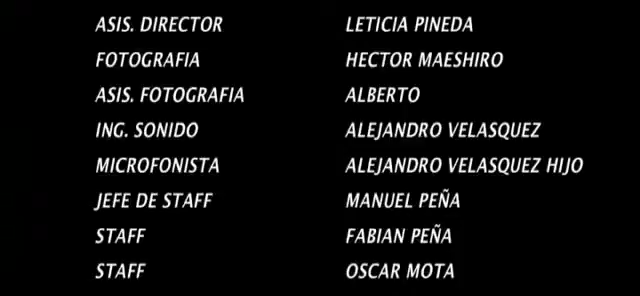 ASIS. DIRECTOR LETICIA PINEDA
FOTOGRAFIA HECTOR MAESHIRO
ASIS. FOTOGRAFIA ALBERTO
ING. SONIDO ALEJANDRO VELASQUEZ
MICROFONISTA ALEJANDRO VELASQUEZ HIJO
JEFE DE STAFF MANUEL PEÑA
STAFF FABIAN PEÑA
STAFF OSCAR MOTA